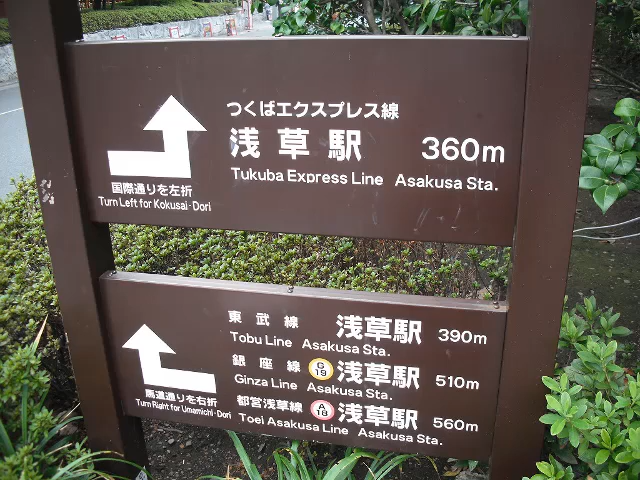 つくばエクスプレス線
浅草駅 360m
Tukuba Express Line Asakusa Sta.
国際通りを左折
Turn Left for Kokusai-Dori
東武線 浅草駅 390m
Tobu Line Asakusa Sta.
銀座線 G 19 浅草駅 510m
Ginza Line Asakusa Sta.
都営浅草線 A 18 浅草駅 560m
Toei Asakusa Line Asakusa Sta.
馬道通りを右折
Turn Right for Umamichi-Dori